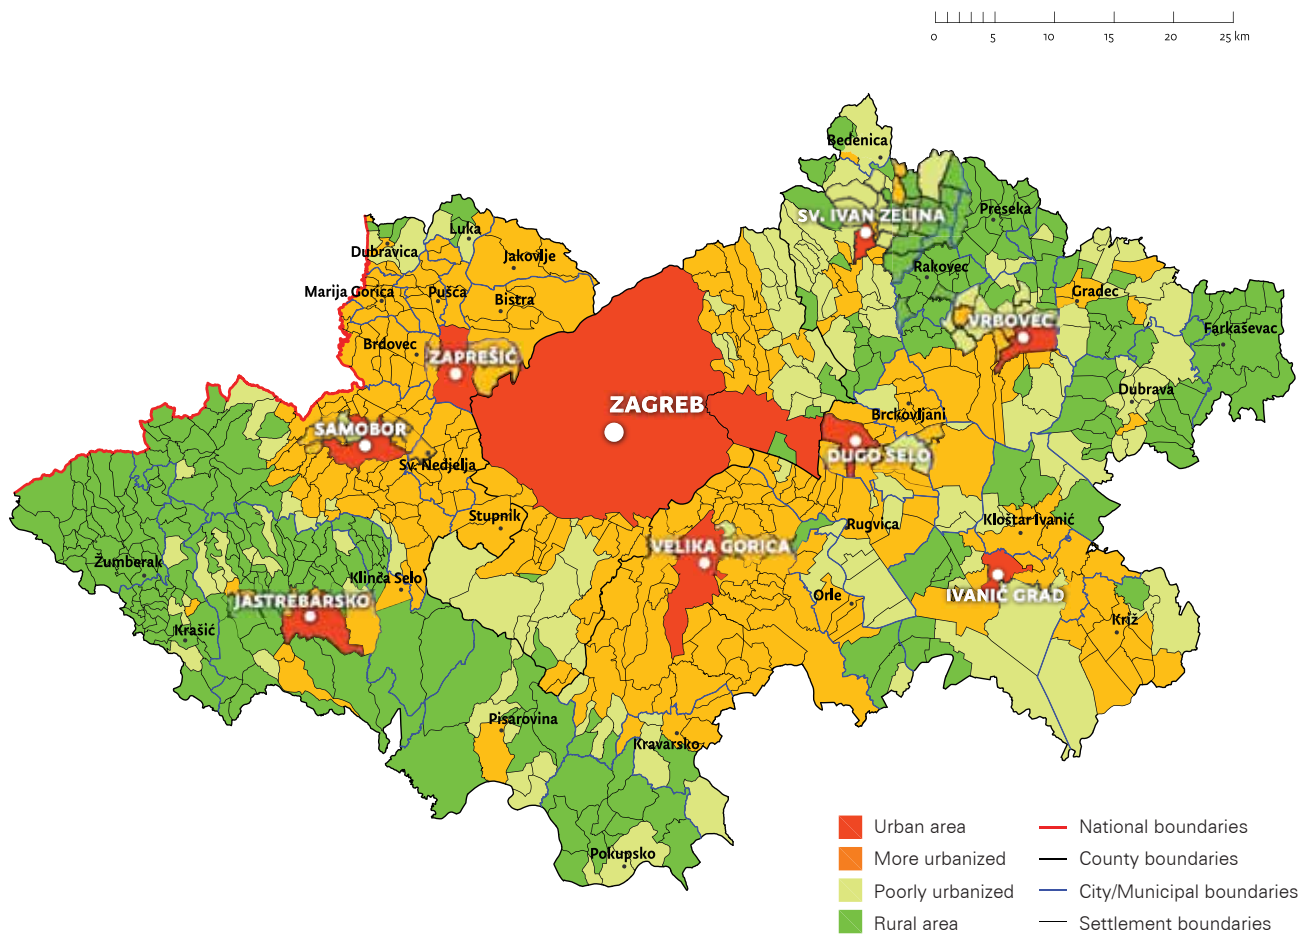 0 5 10 15 20 25 km
Bedenica
Preseka
SV. IVAN ZELINA
Luka
Dubravica
Jakovlje
Rakovec
Marija Gorica
Pušća
Bistra
Gradec
VRBOVEC
Farkaševac
Brdovec
ZAPREŠIĆ
Dubrava
ZAGREB
Brckovljani
SAMOBOR
DUGO SELO
Sv. Nedjelja
Stupnik
Rugvica
Kloštar Ivanić
VELIKA GORICA
Žumberak
Klinča Selo
Orle
IVANIĆ GRAD
JASTREBARSKO
Križ
Krašić
Pisarovina
Kravarsko
Pokupsko
Urban area
More urbanized
Poorly urbanized
Rural area
National boundaries
County boundaries
City/Municipal boundaries
Settlement boundaries